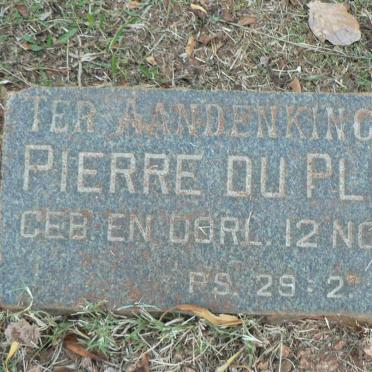 TER AANDENKING
PIERRE DU PL
GEB EN OORL. 12 NO
PS. 29:2